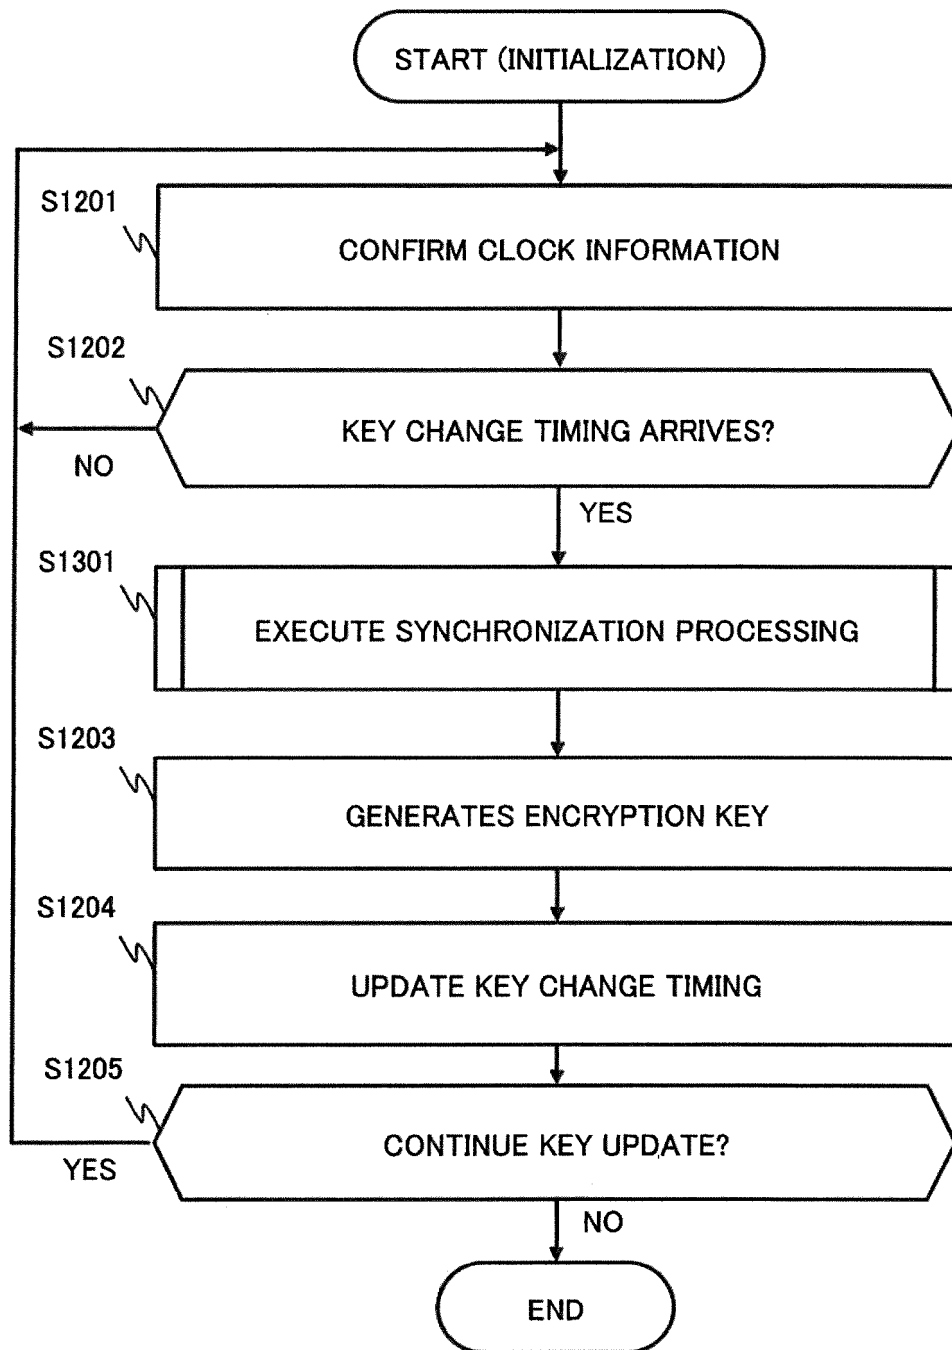 START (INITIALIZATION)
S1201
CONFIRM CLOCK INFORMATION
S1202
KEY CHANGE TIMING ARRIVES?
NO
YES
S1301
EXECUTE SYNCHRONIZATION PROCESSING
S1203
GENERATES ENCRYPTION KEY
S1204
UPDATE KEY CHANGE TIMING
S1205
CONTINUE KEY UPDATE?
YES
NO
END